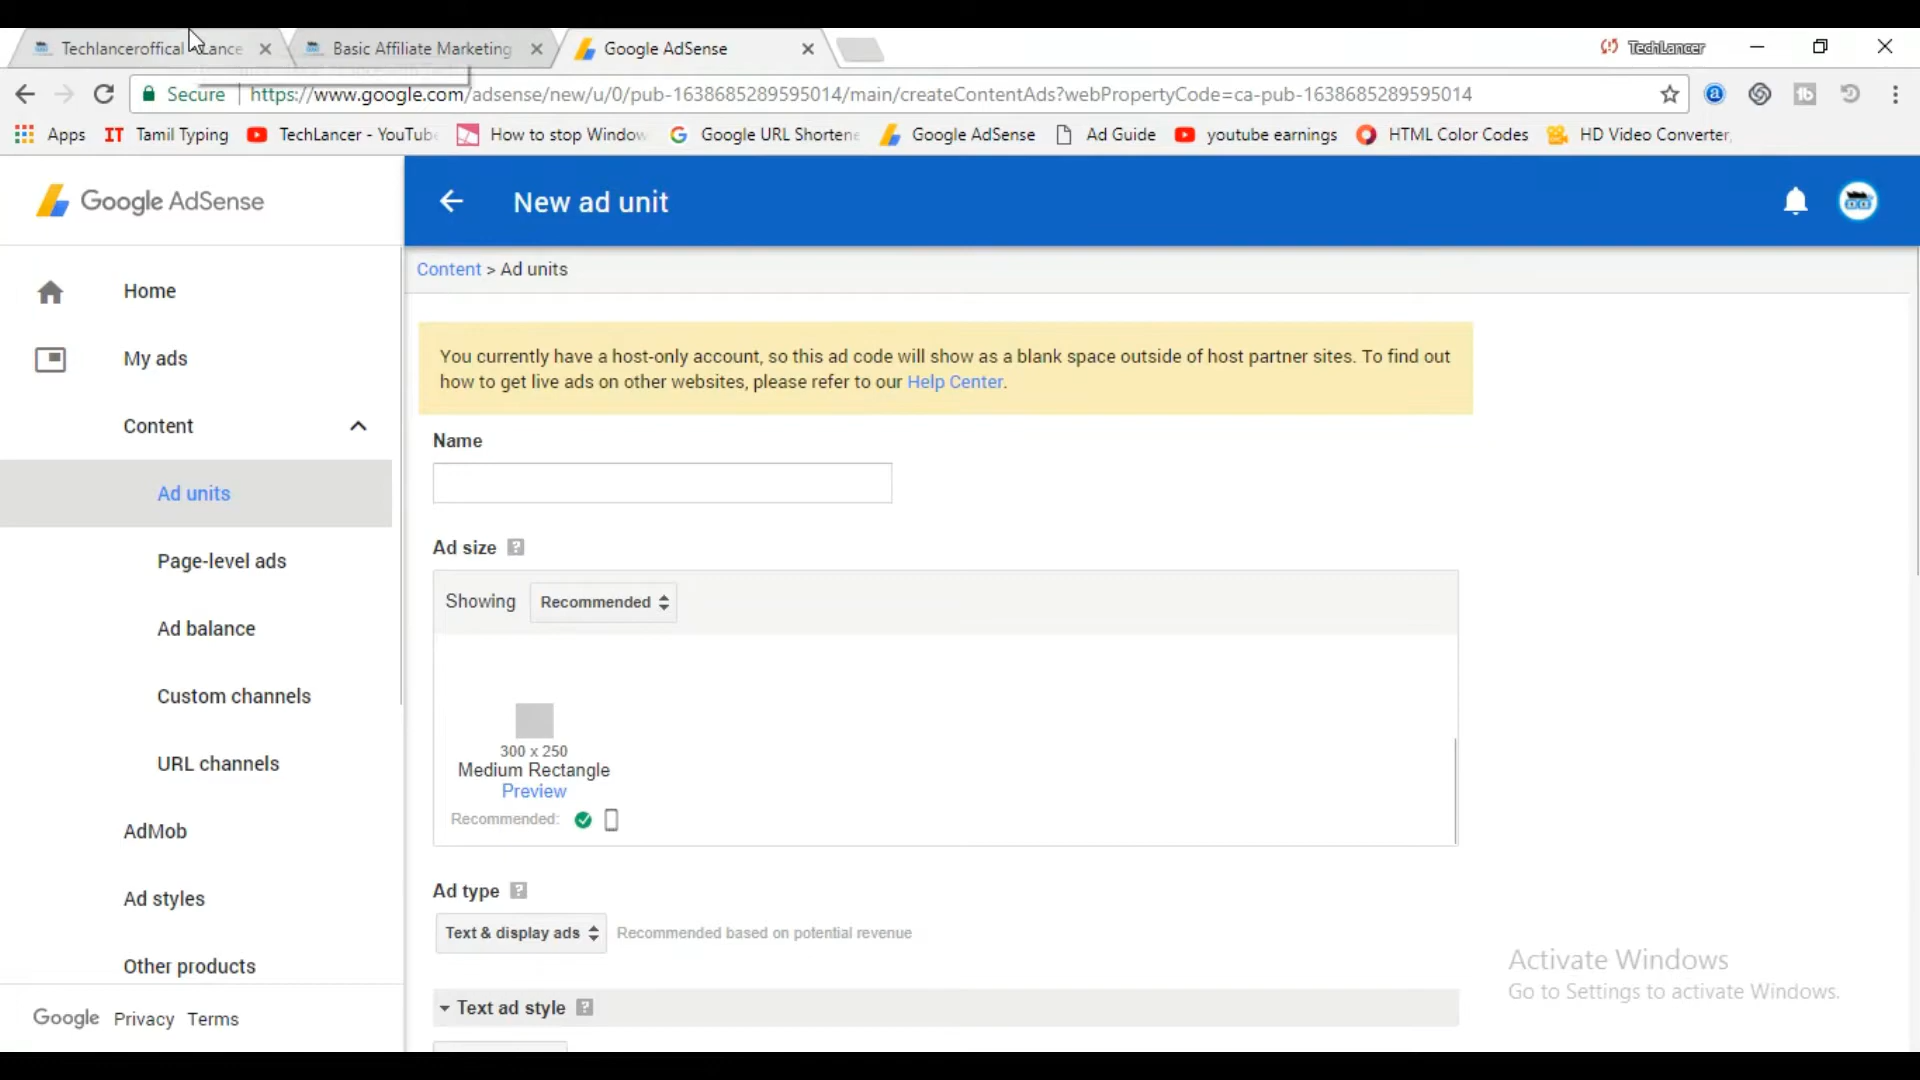 Techlanceroffical
ance
Basic Affiliate Marketing
Google AdSense
TechLancer
Secure
https://www.google.com/adsense/new/u/0/pub-1638685289595014/main/createContentAds?webPropertyCode=ca-pub-1638685289595014
Apps
Tamil Typing
TechLancer - YouTub
How to stop Window
Google URL Shortene
Google AdSense
Ad Guide
youtube earnings
HTML Color Codes
HD Video Converter,
Google AdSense
New ad unit
Content > Ad units
Home
My ads
Content
Ad units
Page-level ads
Ad balance
Custom channels
URL channels
AdMob
Ad styles
Other products
Google Privacy Terms
You currently have a host-only account, so this ad code will show as a blank space outside of host partner sites. To find out
how to get live ads on other websites, please refer to our Help Center.
Name
Ad size ?
Showing Recommended
300 x 250
Medium Rectangle
Preview
Recommended:
Ad type ?
Text & display ads Recommended based on potential revenue
Text ad style ?
Activate Windows
Go to Settings to activate Windows.